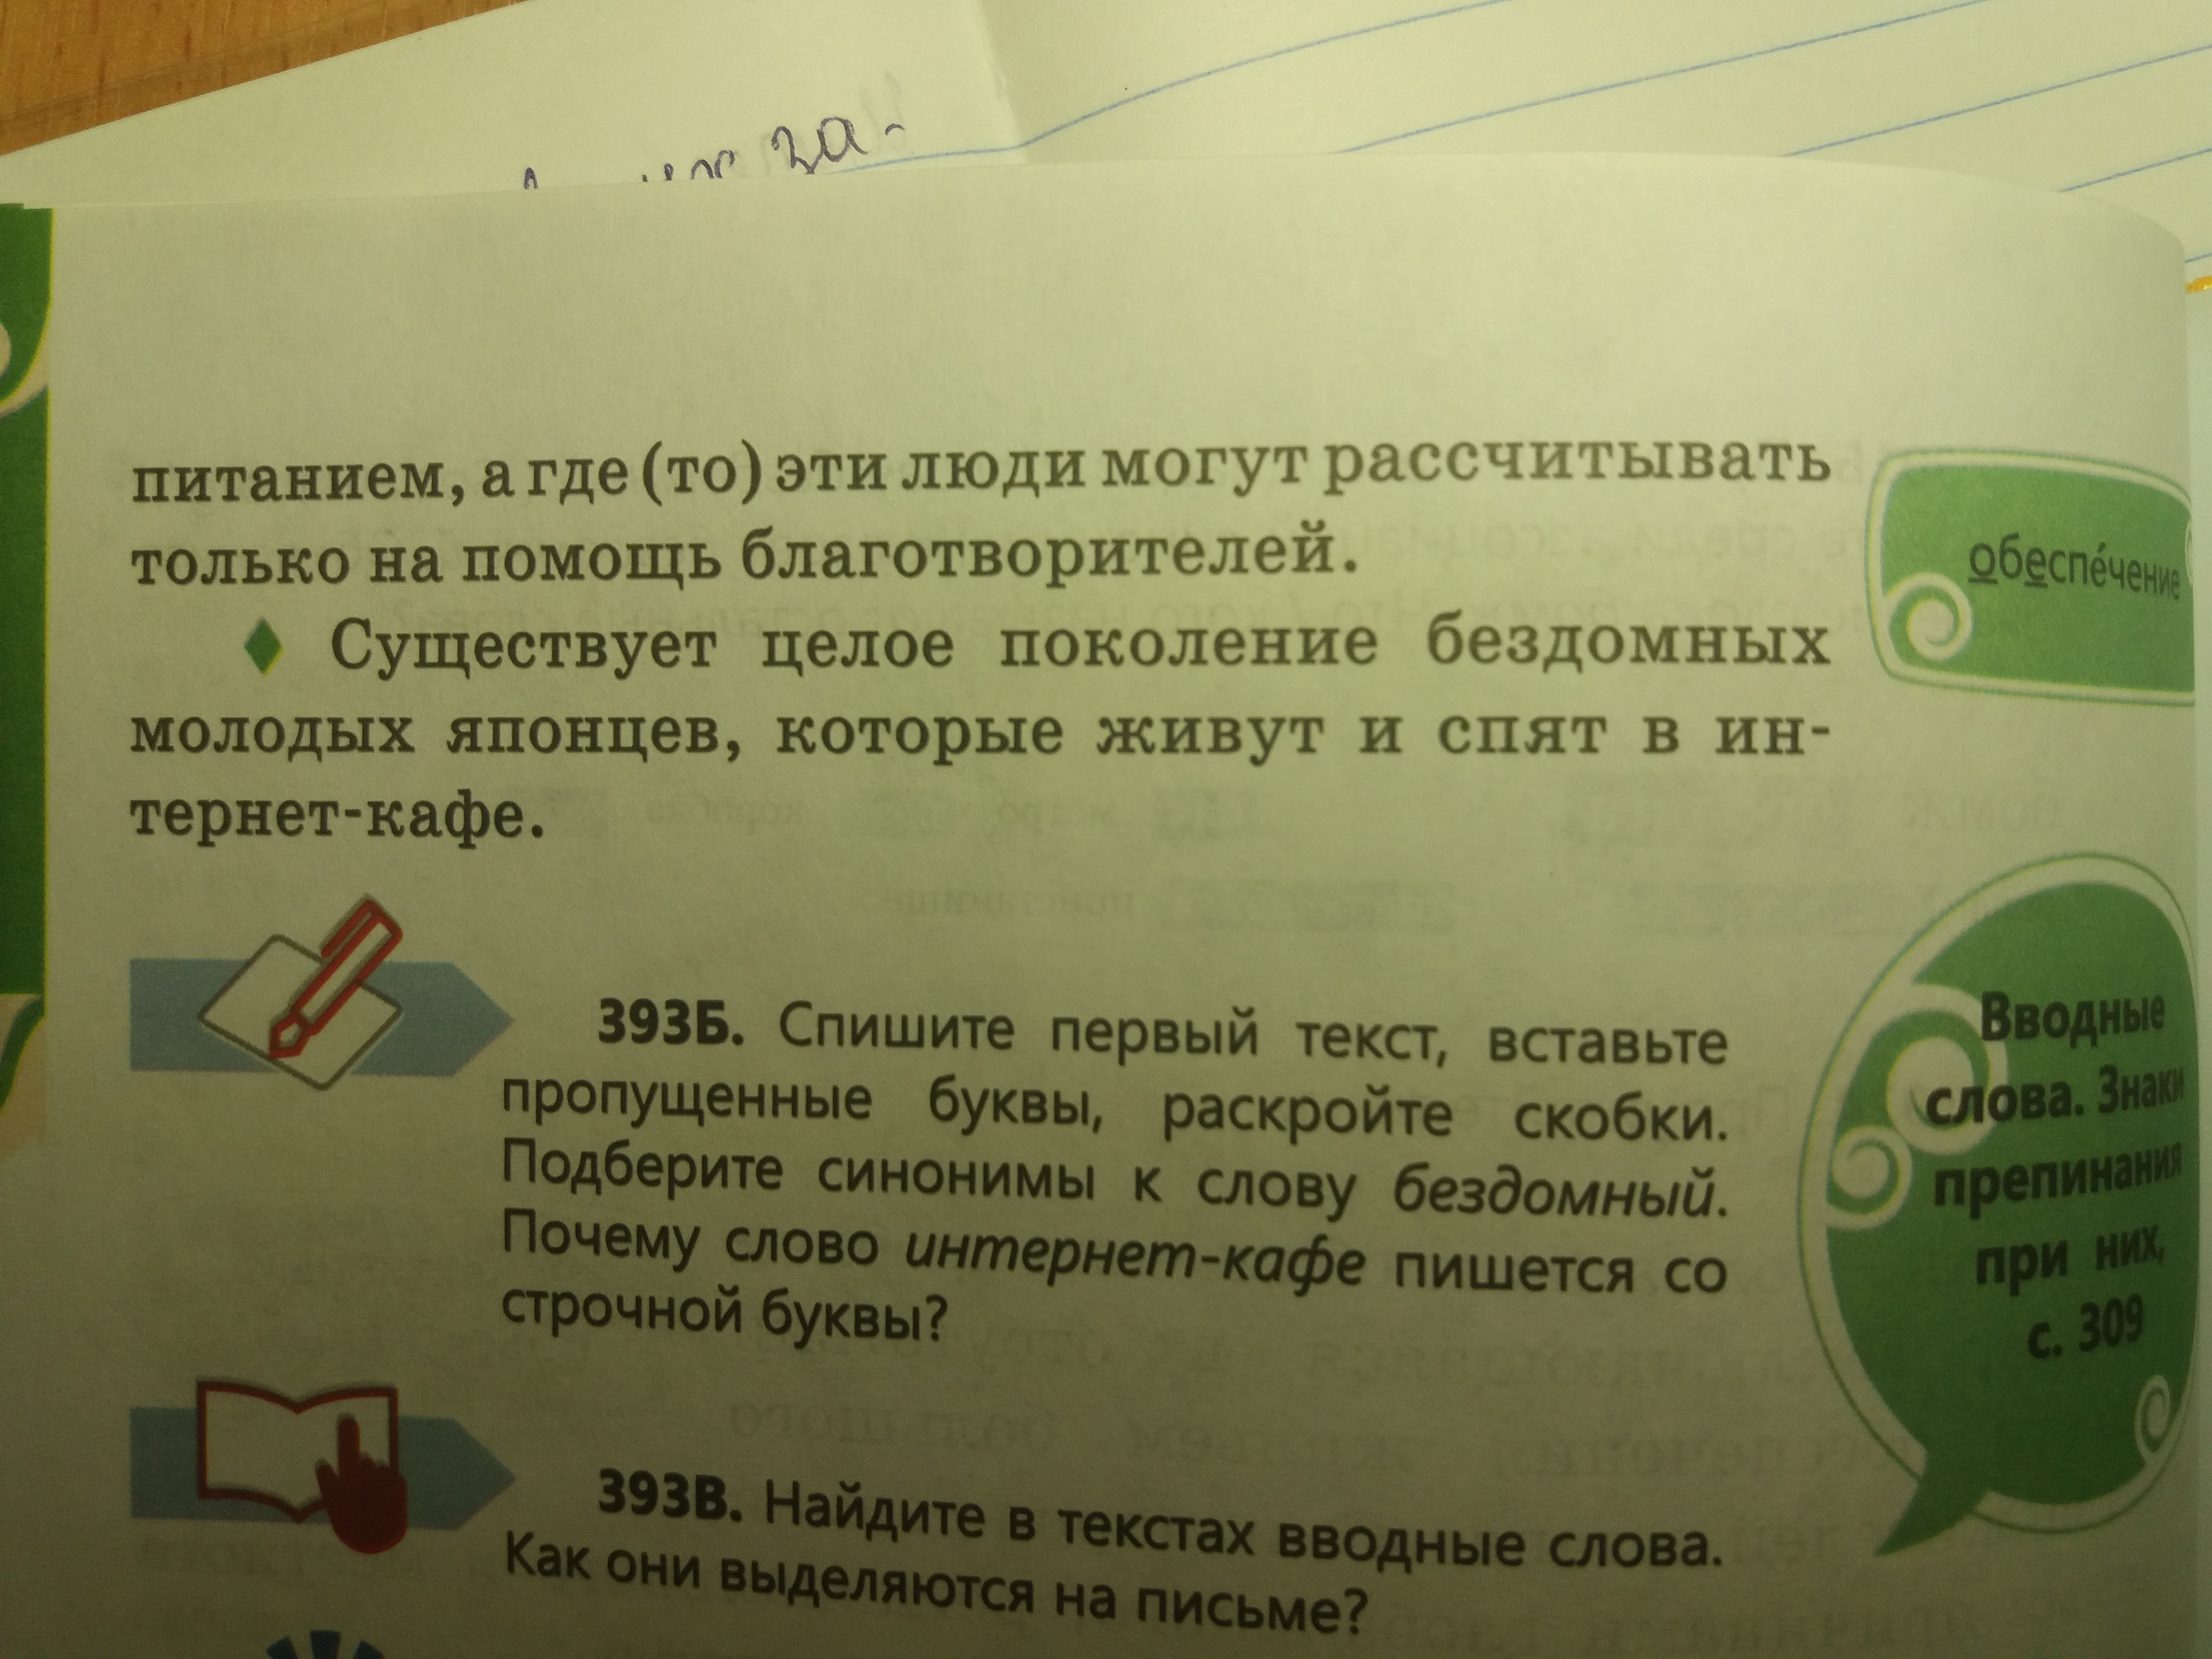 за-
питанием, а где (то) эти люди могут рассчитывать
только на помощь благотворителей.
обеспе́чение
♦ Существует целое поколение бездомных
молодых японцев, которые живут и спят в ин-
тернет-кафе.
393Б. Спишите первый текст, вставьте
пропущенные буквы, раскройте скобки.
Подберите синонимы к слову бездомный.
Почему слово интернет-кафе пишется со
строчной буквы?
Вводные
слова. Знаки
препинания
при них,
с. 309
393В. Найдите в текстах вводные слова.
Как они выделяются на письме?